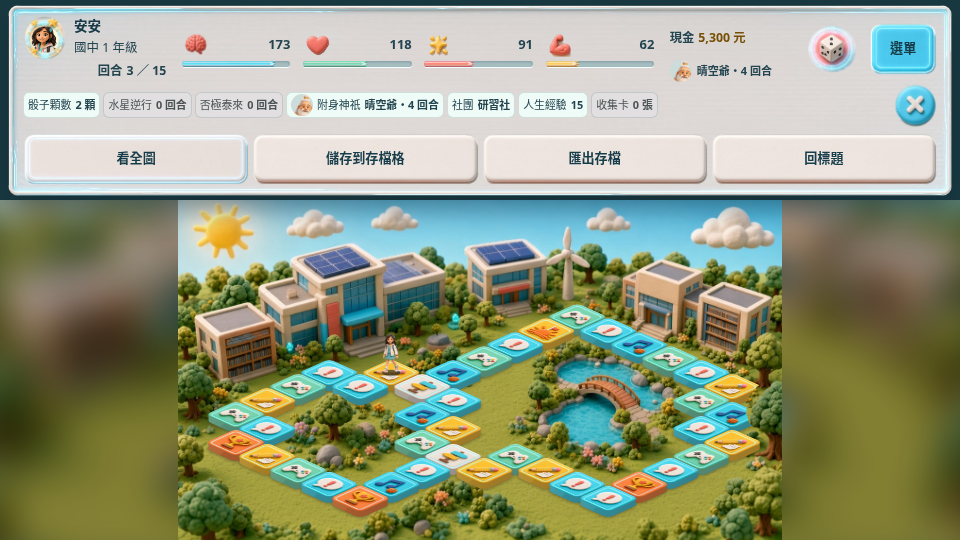 安安
國中 1 年級
回合 3 ／ 15
173
118
91
62
現金 5,300 元
晴空爺・4 回合
選單
骰子顆數 2 顆
水星逆行 0 回合
否極泰來 0 回合
附身神祇 晴空爺・4 回合
社團 研習社
人生經驗 15
收集卡 0 張
看全圖
儲存到存檔格
匯出存檔
回標題